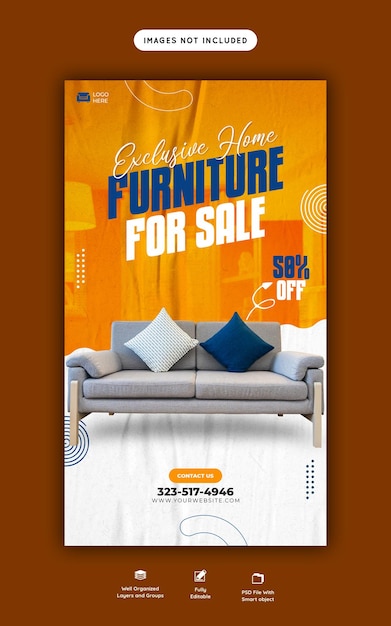 IMAGES NOT INCLUDED
LOGO
HERE
Exclusive Home
FURNITURE
FOR SALE
50%
OFF
CONTACT US
323-517-4946
@YOURWEBSITE.COM
Well Organized
Layers and Groups
Fully
Editable
PSD File With
Smart object